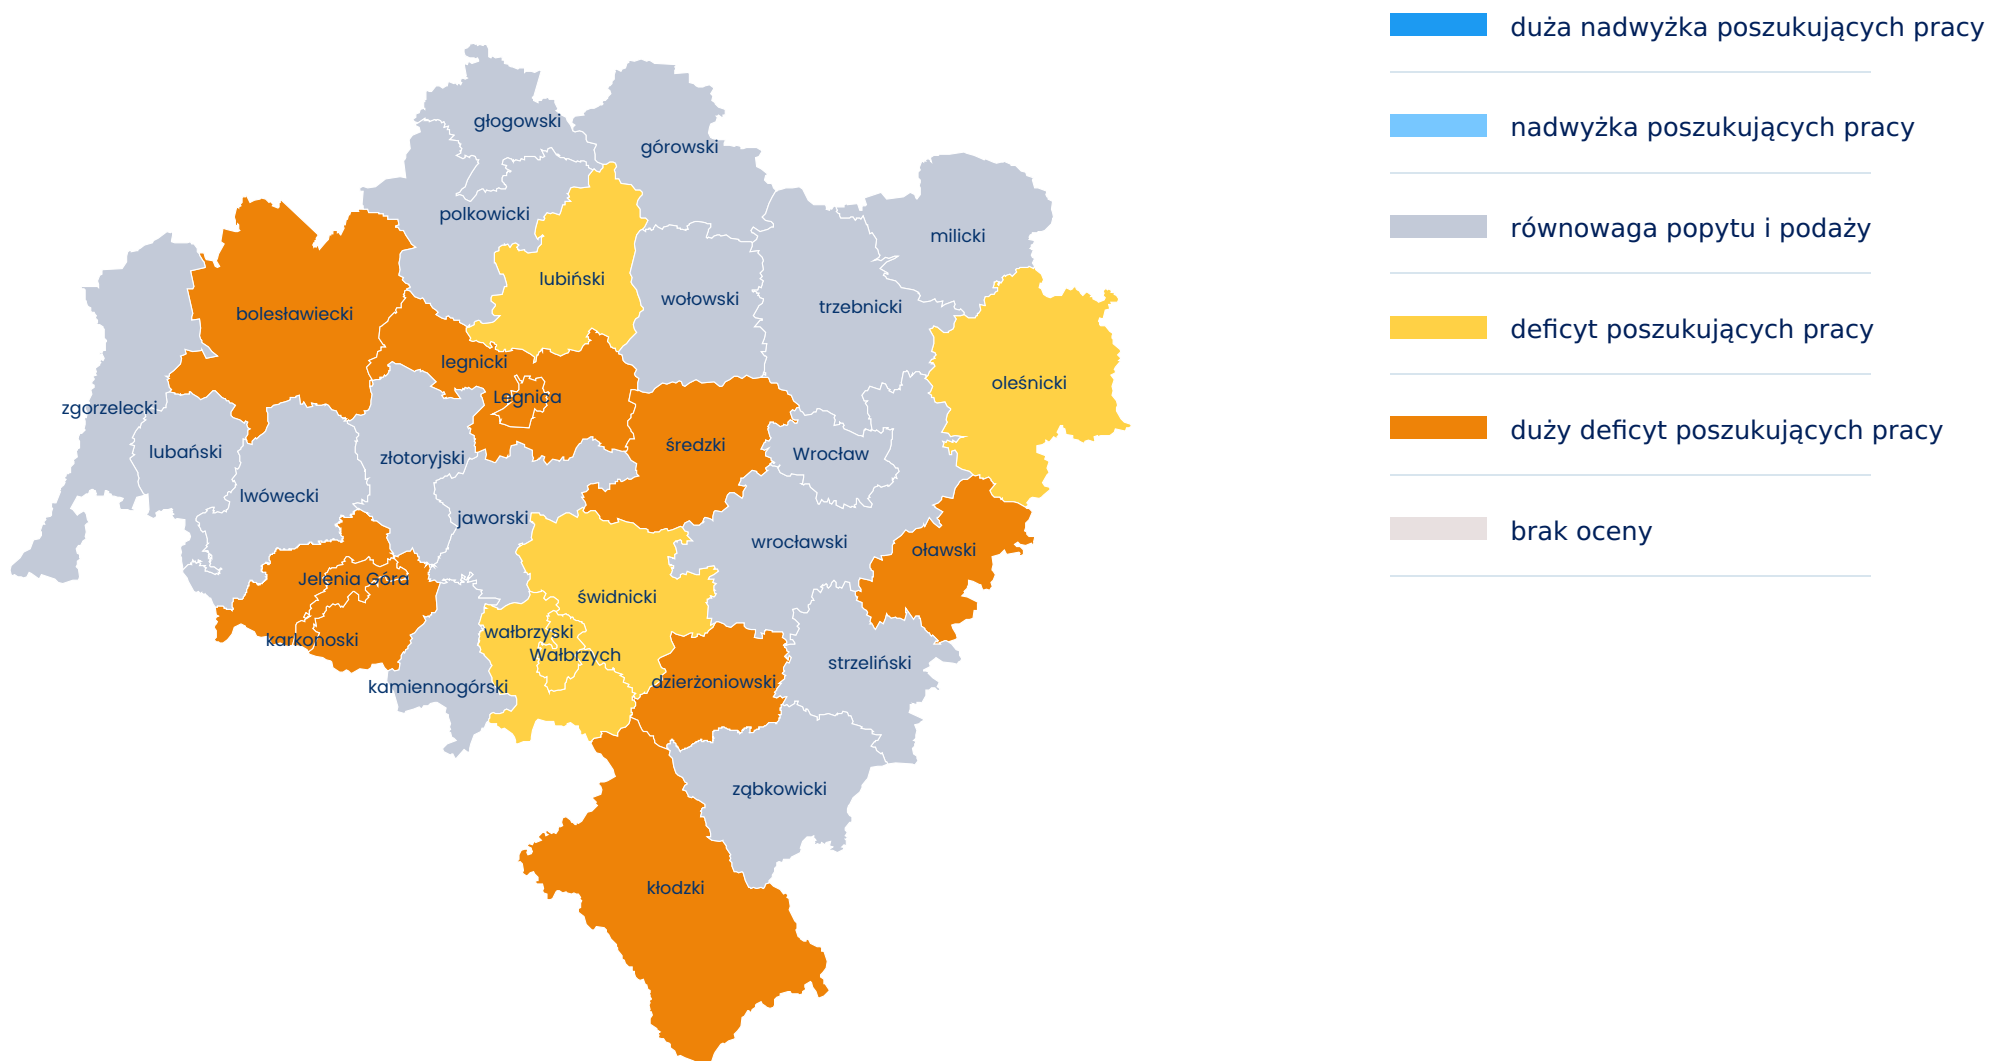 duża nadwyżka poszukujących pracy
nadwyżka poszukujących pracy
równowaga popytu i podaży
deficyt poszukujących pracy
duży deficyt poszukujących pracy
brak oceny
głogowski
górowski
polkowicki
milicki
lubiński
wołowski
trzebnicki
bolesławiecki
legnicki
oleśnicki
Legnica
zgorzelecki
średzki
lubański
złotoryjski
Wrocław
lwówecki
jaworski
wrocławski
oławski
Jelenia Góra
świdnicki
wałbrzyski
karkonoski
Wałbrzych
strzeliński
dzierżoniowski
kamiennogórski
ząbkowicki
kłodzki